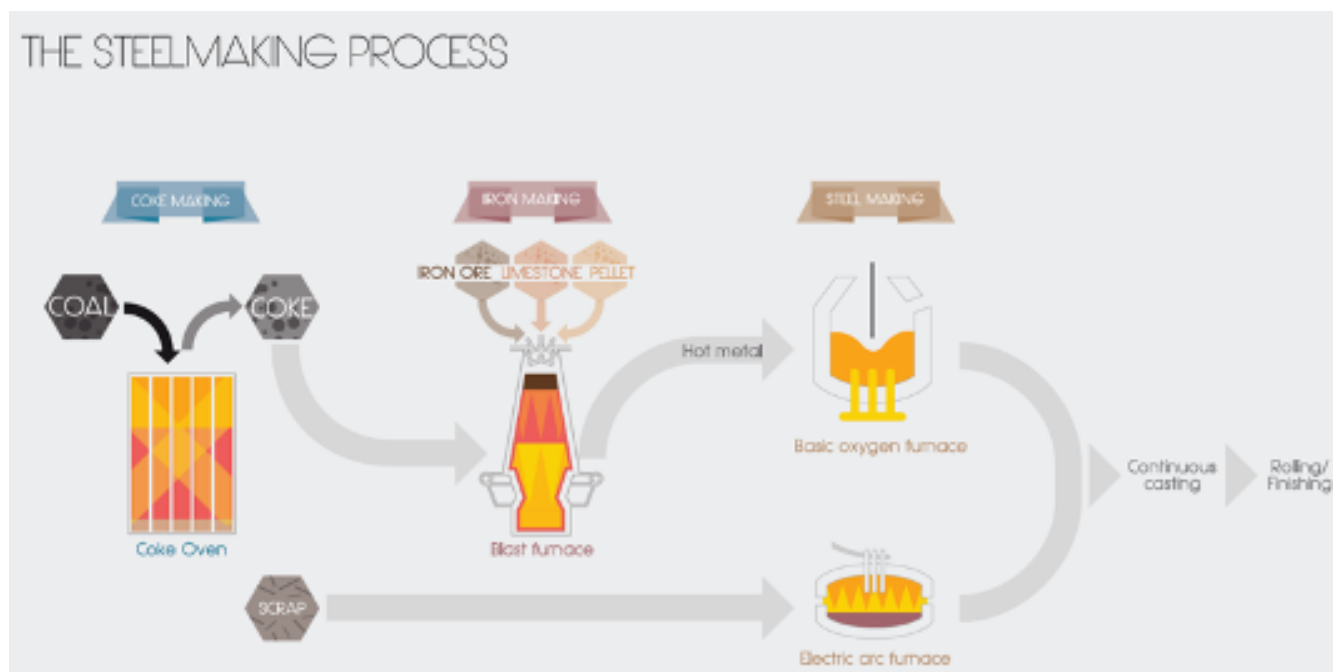 THE STEELMAKING PROCESS
COKE MAKING
IRON MAKING
STEEL MAKING
COAL
COKE
IRON ORE LIMESTONE PELLET
Hot metal
Coke Oven
Blast furnace
Basic oxygen furnace
Continuous
casting
Rolling/
Finishing
SCRAP
Electric arc furnace